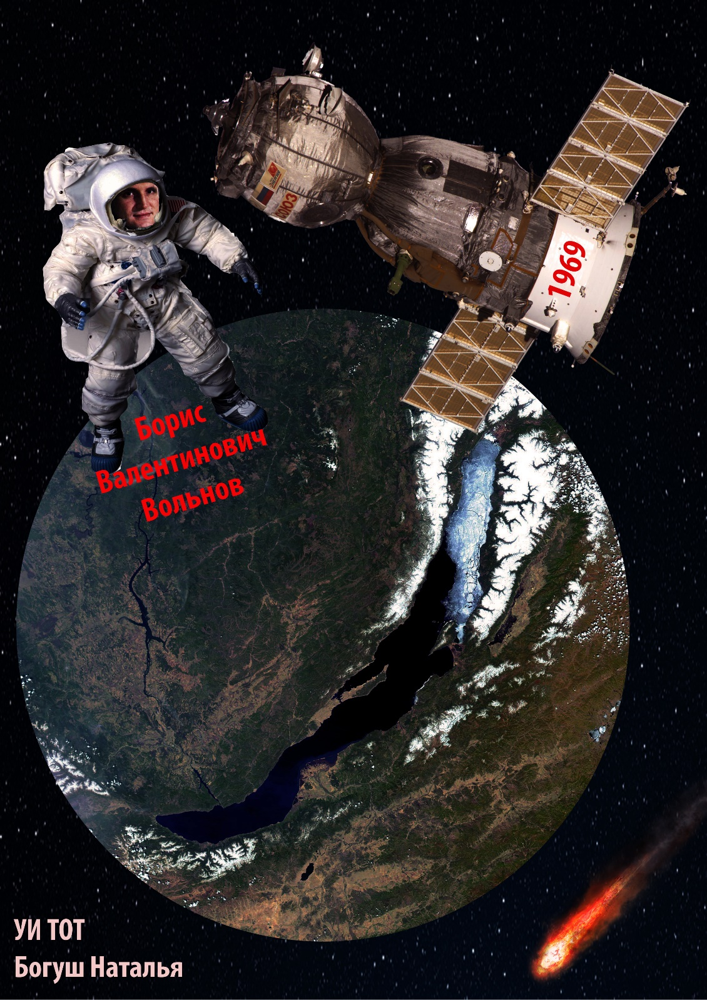 СОЮЗ
1969
Борис
Валентинович
Вольнов
УИ ТОТ
Богуш Наталья